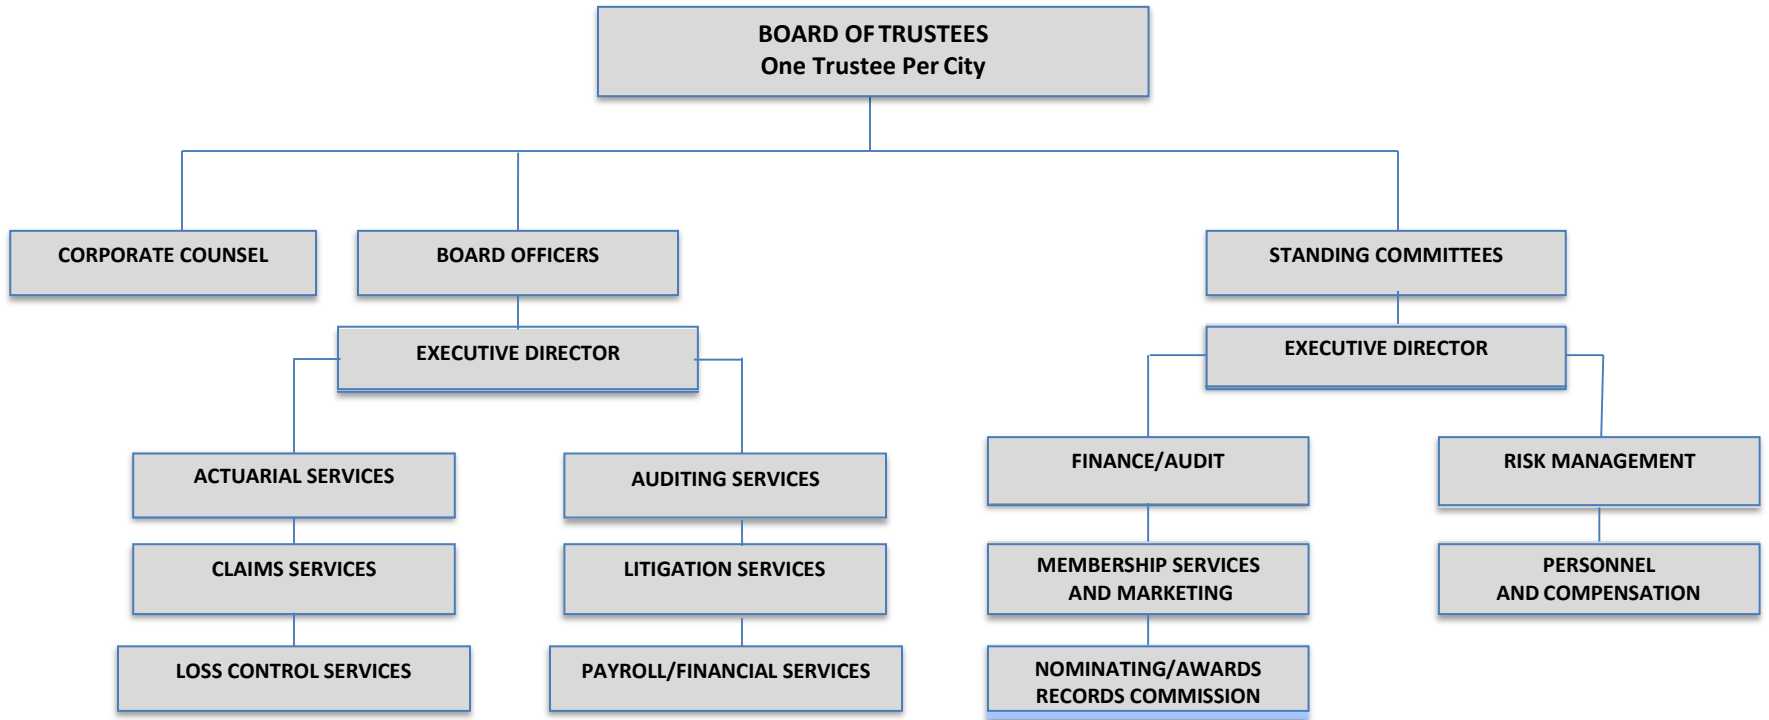 BOARD OF TRUSTEES
One Trustee Per City
CORPORATE COUNSEL
BOARD OFFICERS
STANDING COMMITTEES
EXECUTIVE DIRECTOR
EXECUTIVE DIRECTOR
ACTUARIAL SERVICES
AUDITING SERVICES
FINANCE/AUDIT
RISK MANAGEMENT
CLAIMS SERVICES
LITIGATION SERVICES
MEMBERSHIP SERVICES
AND MARKETING
PERSONNEL
AND COMPENSATION
LOSS CONTROL SERVICES
PAYROLL/FINANCIAL SERVICES
NOMINATING/AWARDS
RECORDS COMMISSION